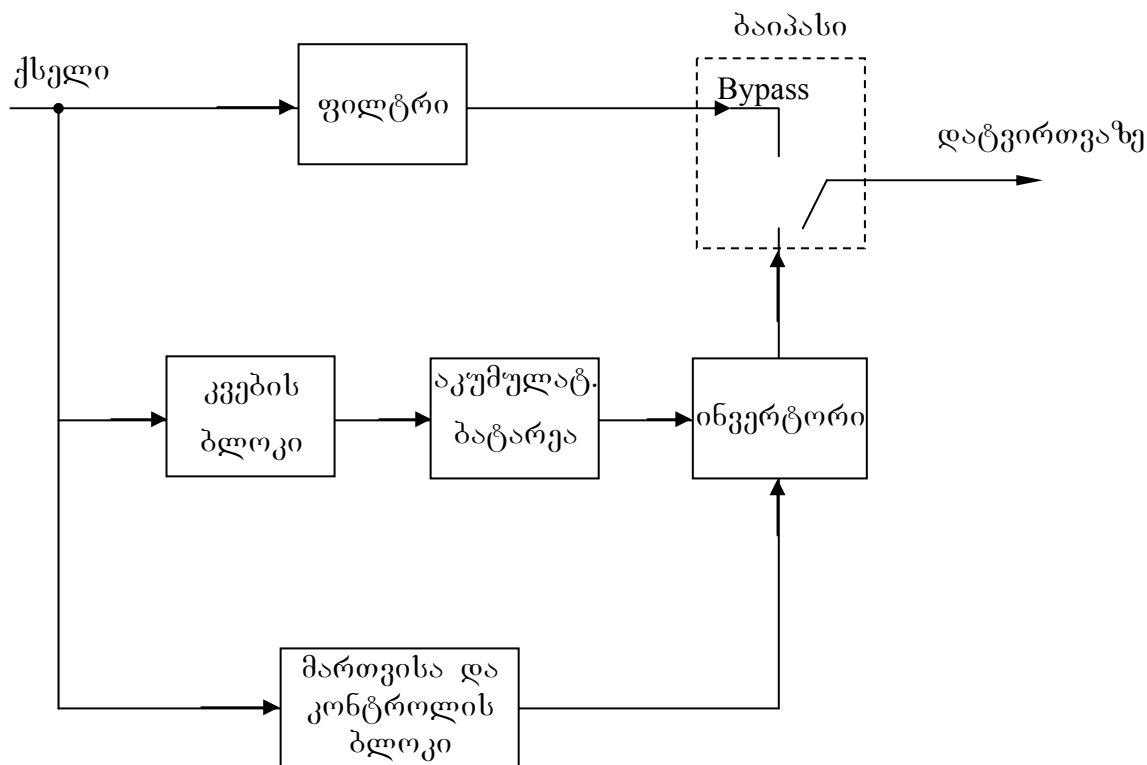 ბაიპასი
ქსელი
ფილტრი
Bypass
დატვირთვაზე
კვების
ბლოკი
აკუმულატ.
ბატარეა
ინვერტორი
მართვისა და
კონტროლის
ბლოკი